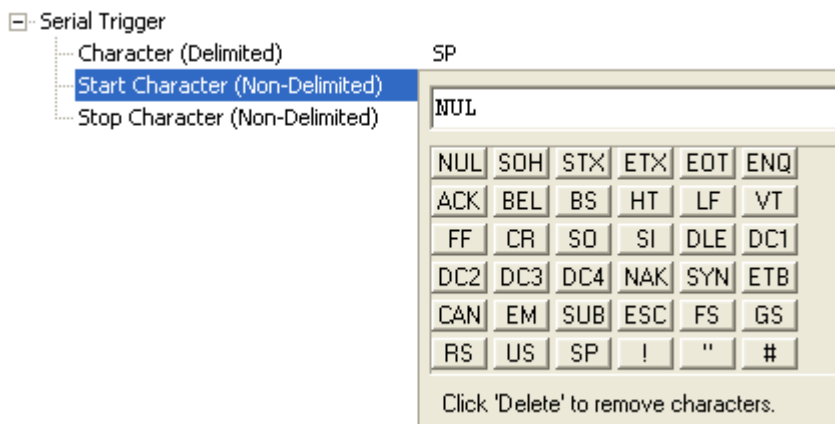 Serial Trigger
Character (Delimited) SP
Start Character (Non-Delimited)
Stop Character (Non-Delimited)
NUL
NUL SOH STX ETX EOT ENQ
ACK BEL BS HT LF VT
FF CR SO SI DLE DC1
DC2 DC3 DC4 NAK SYN ETB
CAN EM SUB ESC FS GS
RS US SP ! " #
Click 'Delete' to remove characters.